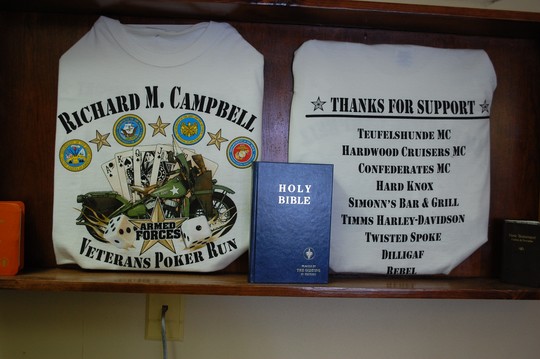 RICHARD M. CAMPBELL
ARMED
FORCES
VETERANS POKER RUN
HOLY
BIBLE
THANKS FOR SUPPORT
TEUFELSHUNDE MC
HARDWOOD CRUISERS MC
CONFEDERATES MC
HARD KNOX
SIMONN'S BAR & GRILL
TIMMS HARLEY-DAVIDSON
TWISTED SPOKE
DILLIGAF
REBEL